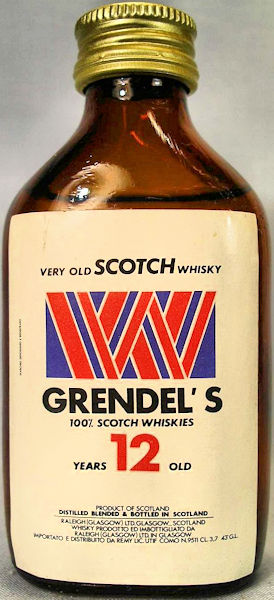 VERY OLD SCOTCH WHISKY
GRENDEL'S
100% SCOTCH WHISKIES
12
YEARS OLD
PRODUCT OF SCOTLAND
DISTILLED BLENDED & BOTTLED IN SCOTLAND
RALEIGH (GLASGOW) LTD. GLASGOW, SCOTLAND
WHISKY PRODOTTO ED IMBOTTIGLIATO DA
RALEIGH (GLASGOW) LTD. IN GLASGOW
IMPORTATO E DISTRIBUITO DA REMY LIC. UTIF COMO N.9511 CL.3,7 43°G.L.